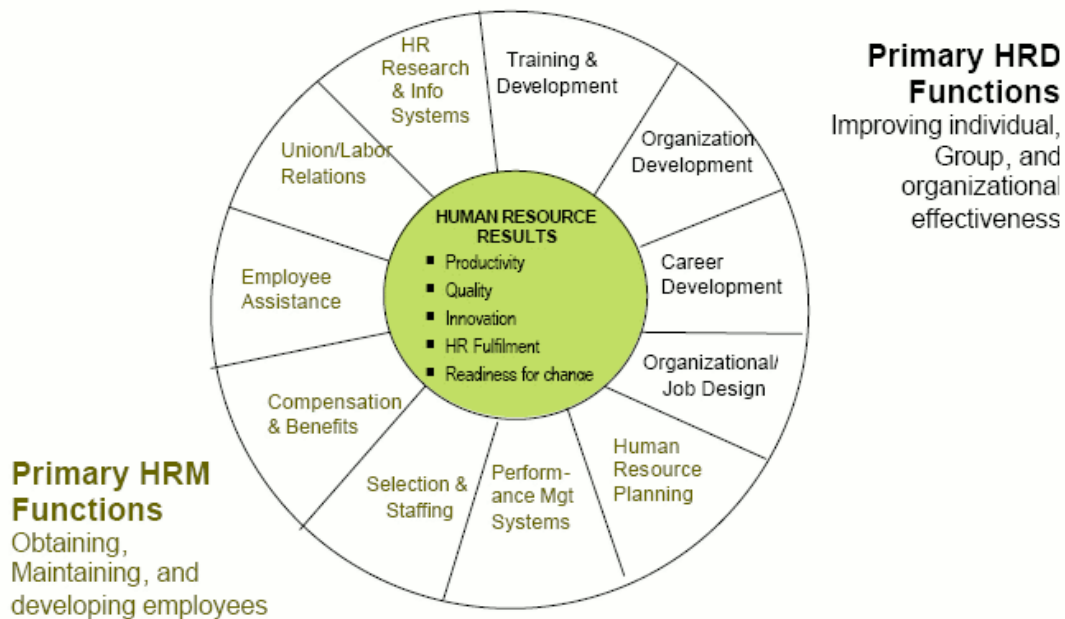 HR
Research
& Info
Systems
Training &
Development
Primary HRD
Functions
Improving individual,
Group, and
organizational
effectiveness
Organization
Development
Union/Labor
Relations
HUMAN RESOURCE
RESULTS
▪ Productivity
▪ Quality
▪ Innovation
▪ HR Fulfilment
▪ Readiness for change
Career
Development
Employee
Assistance
Organizational/
Job Design
Compensation
& Benefits
Human
Resource
Planning
Perform-
ance Mgt
Systems
Selection &
Staffing
Primary HRM
Functions
Obtaining,
Maintaining, and
developing employees